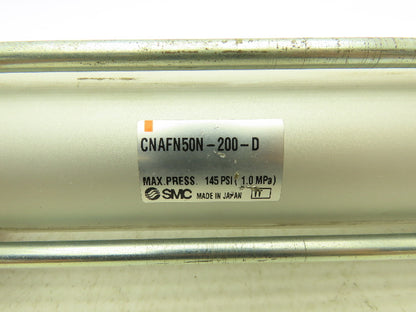 CNAFN50N-200-D
MAX.PRESS. 145 PSI (1.0 MPa)
SMC MADE IN JAPAN